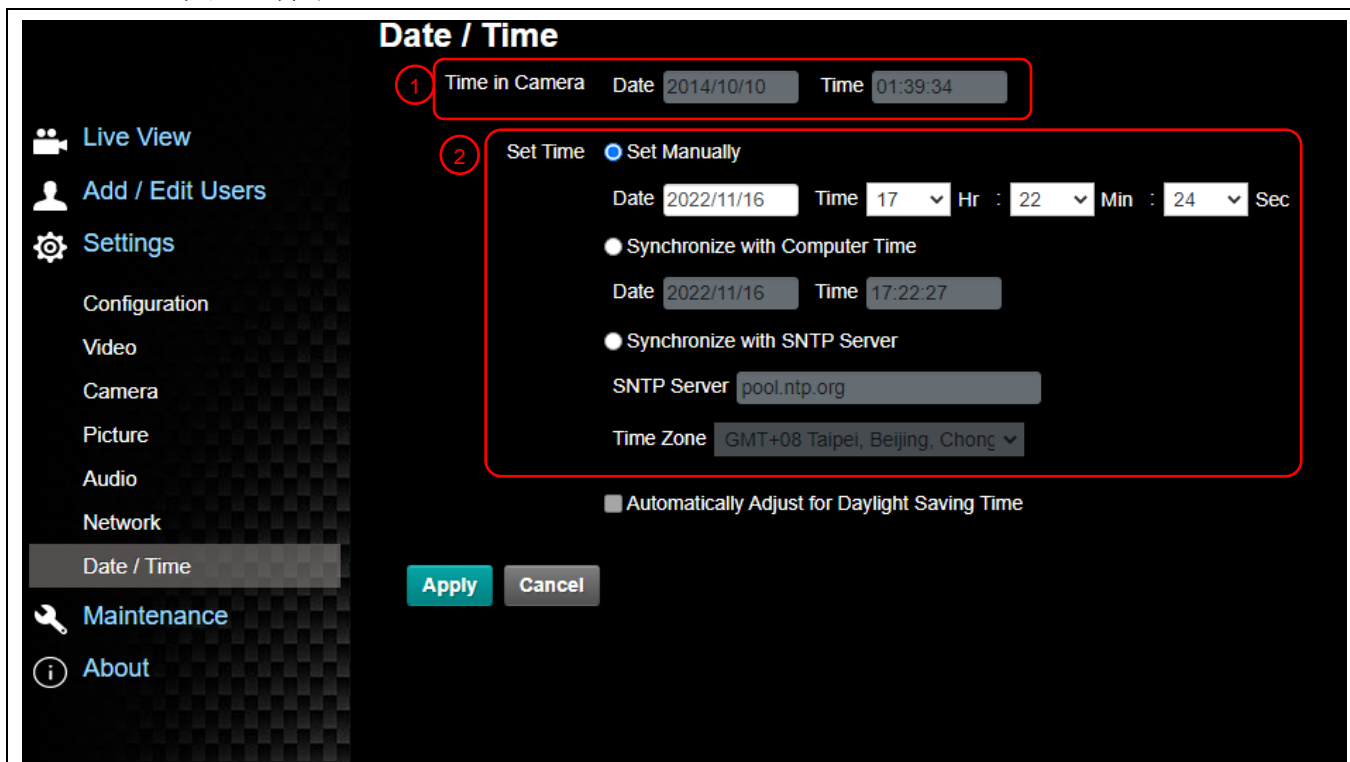 Date / Time
1 Time in Camera Date 2014/10/10 Time 01:39:34
Live View
Add / Edit Users
Settings
Configuration
Video
Camera
Picture
Audio
Network
Date / Time
Maintenance
About
2 Set Time Set Manually
Date 2022/11/16 Time 17 Hr : 22 Min : 24 Sec
Synchronize with Computer Time
Date 2022/11/16 Time 17:22:27
Synchronize with SNTP Server
SNTP Server pool.ntp.org
Time Zone GMT+08 Taipei, Beijing, Chong
Automatically Adjust for Daylight Saving Time
Apply Cancel